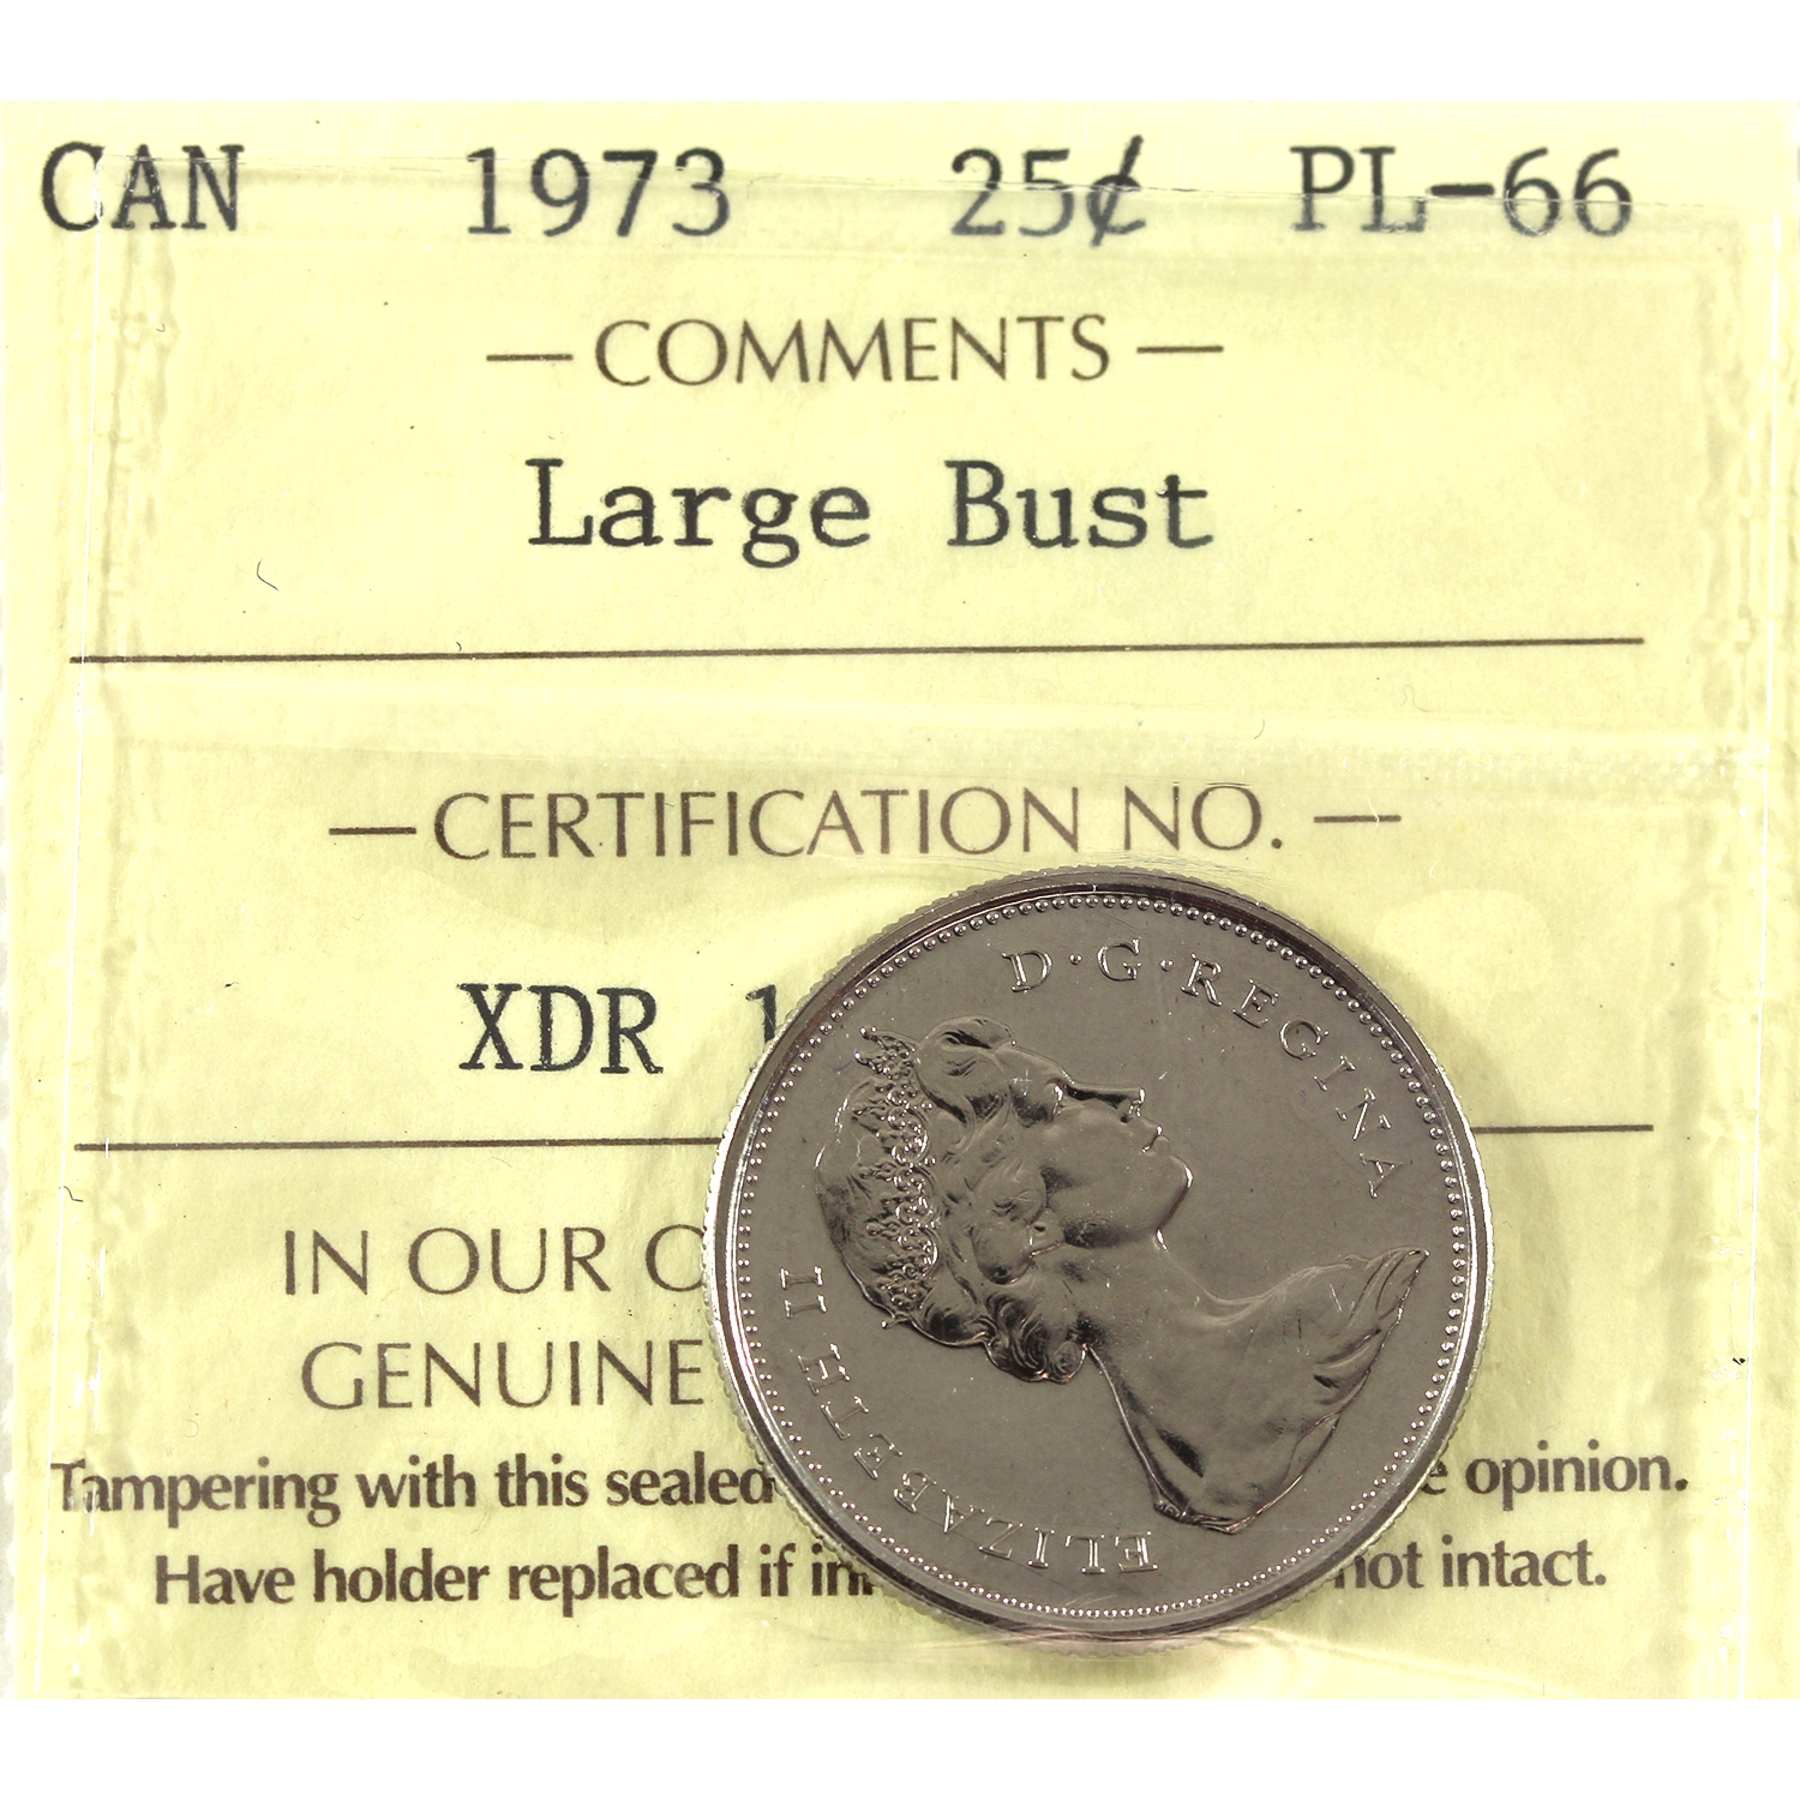 CAN 1973 25¢ PL-66
— COMMENTS —
Large Bust
— CERTIFICATION NO. —
XDR 1
IN OUR
GENUINE
Tampering with this sealed opinion.
Have holder replaced if not intact.
ELIZABETH II D·G·REGINA